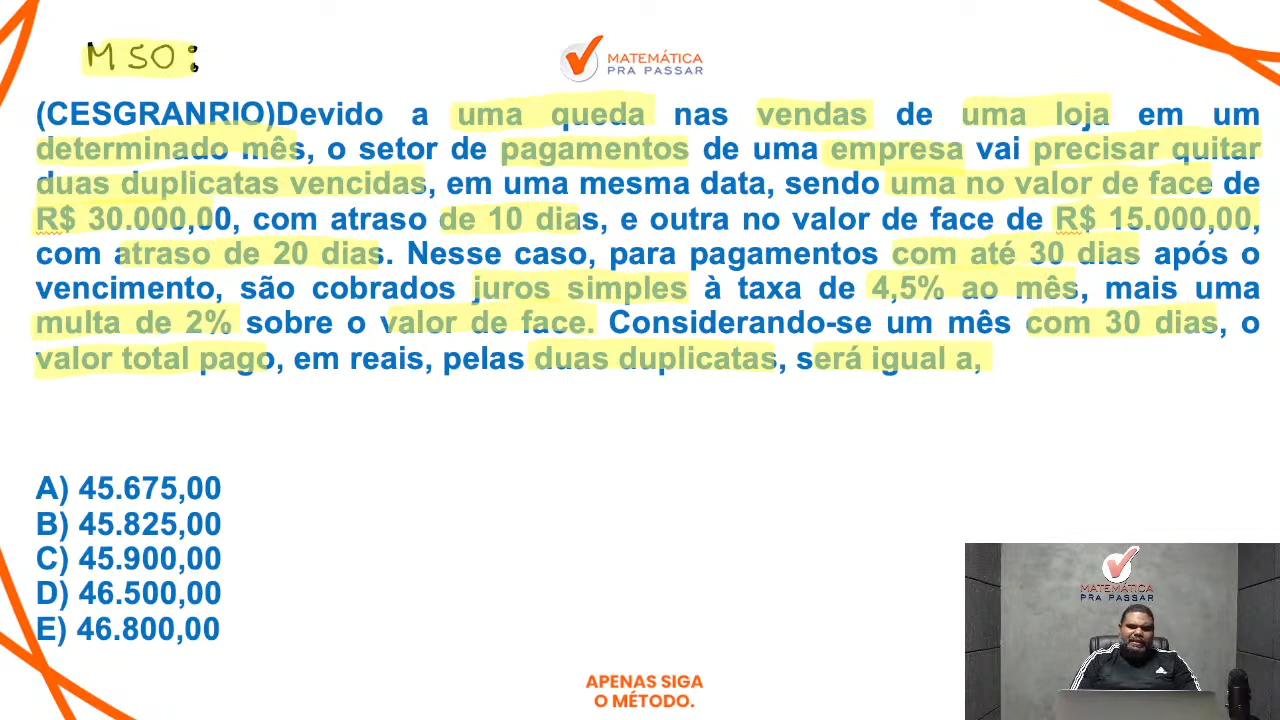 M50:
MATEMÁTICA
PRA PASSAR
(CESGRANRIO)Devido a uma queda nas vendas de uma loja em um
determinado mês, o setor de pagamentos de uma empresa vai precisar quitar
duas duplicatas vencidas, em uma mesma data, sendo uma no valor de face de
R$ 30.000,00, com atraso de 10 dias, e outra no valor de face de R$ 15.000,00,
com atraso de 20 dias. Nesse caso, para pagamentos com até 30 dias após o
vencimento, são cobrados juros simples à taxa de 4,5% ao mês, mais uma
multa de 2% sobre o valor de face. Considerando-se um mês com 30 dias, o
valor total pago, em reais, pelas duas duplicatas, será igual a,
A) 45.675,00
B) 45.825,00
C) 45.900,00
D) 46.500,00
E) 46.800,00
MATEMÁTICA
PRA PASSAR
APENAS SIGA
O MÉTODO.